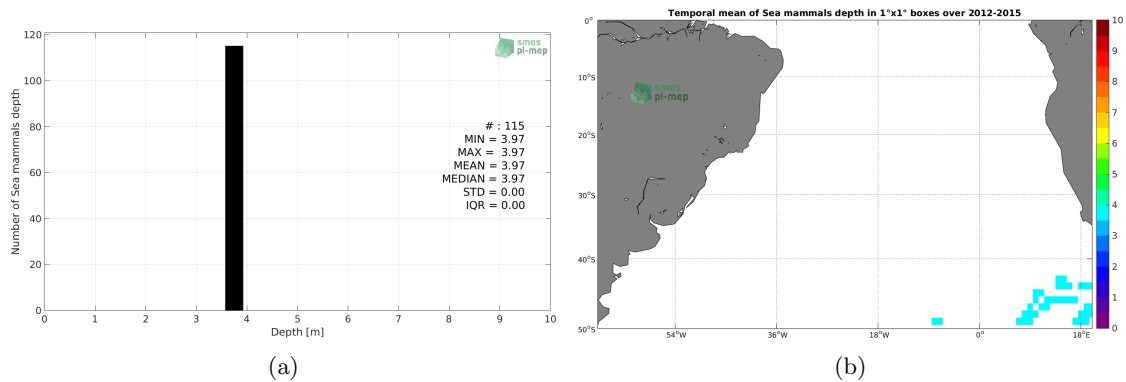 120
100
80
60
40
20
0
Number of Sea mammals depth
smos
pi-mep
# : 115
MIN = 3.97
MAX = 3.97
MEAN = 3.97
MEDIAN = 3.97
STD = 0.00
IQR = 0.00
0 1 2 3 4 5 6 7 8 9 10
Depth [m]
(a)
Temporal mean of Sea mammals depth in 1°x1° boxes over 2012-2015
0°
10°S
20°S
30°S
40°S
50°S
smos
pi-mep
54°W 36°W 18°W 0° 18°E
10
9
8
7
6
5
4
3
2
1
0
(b)